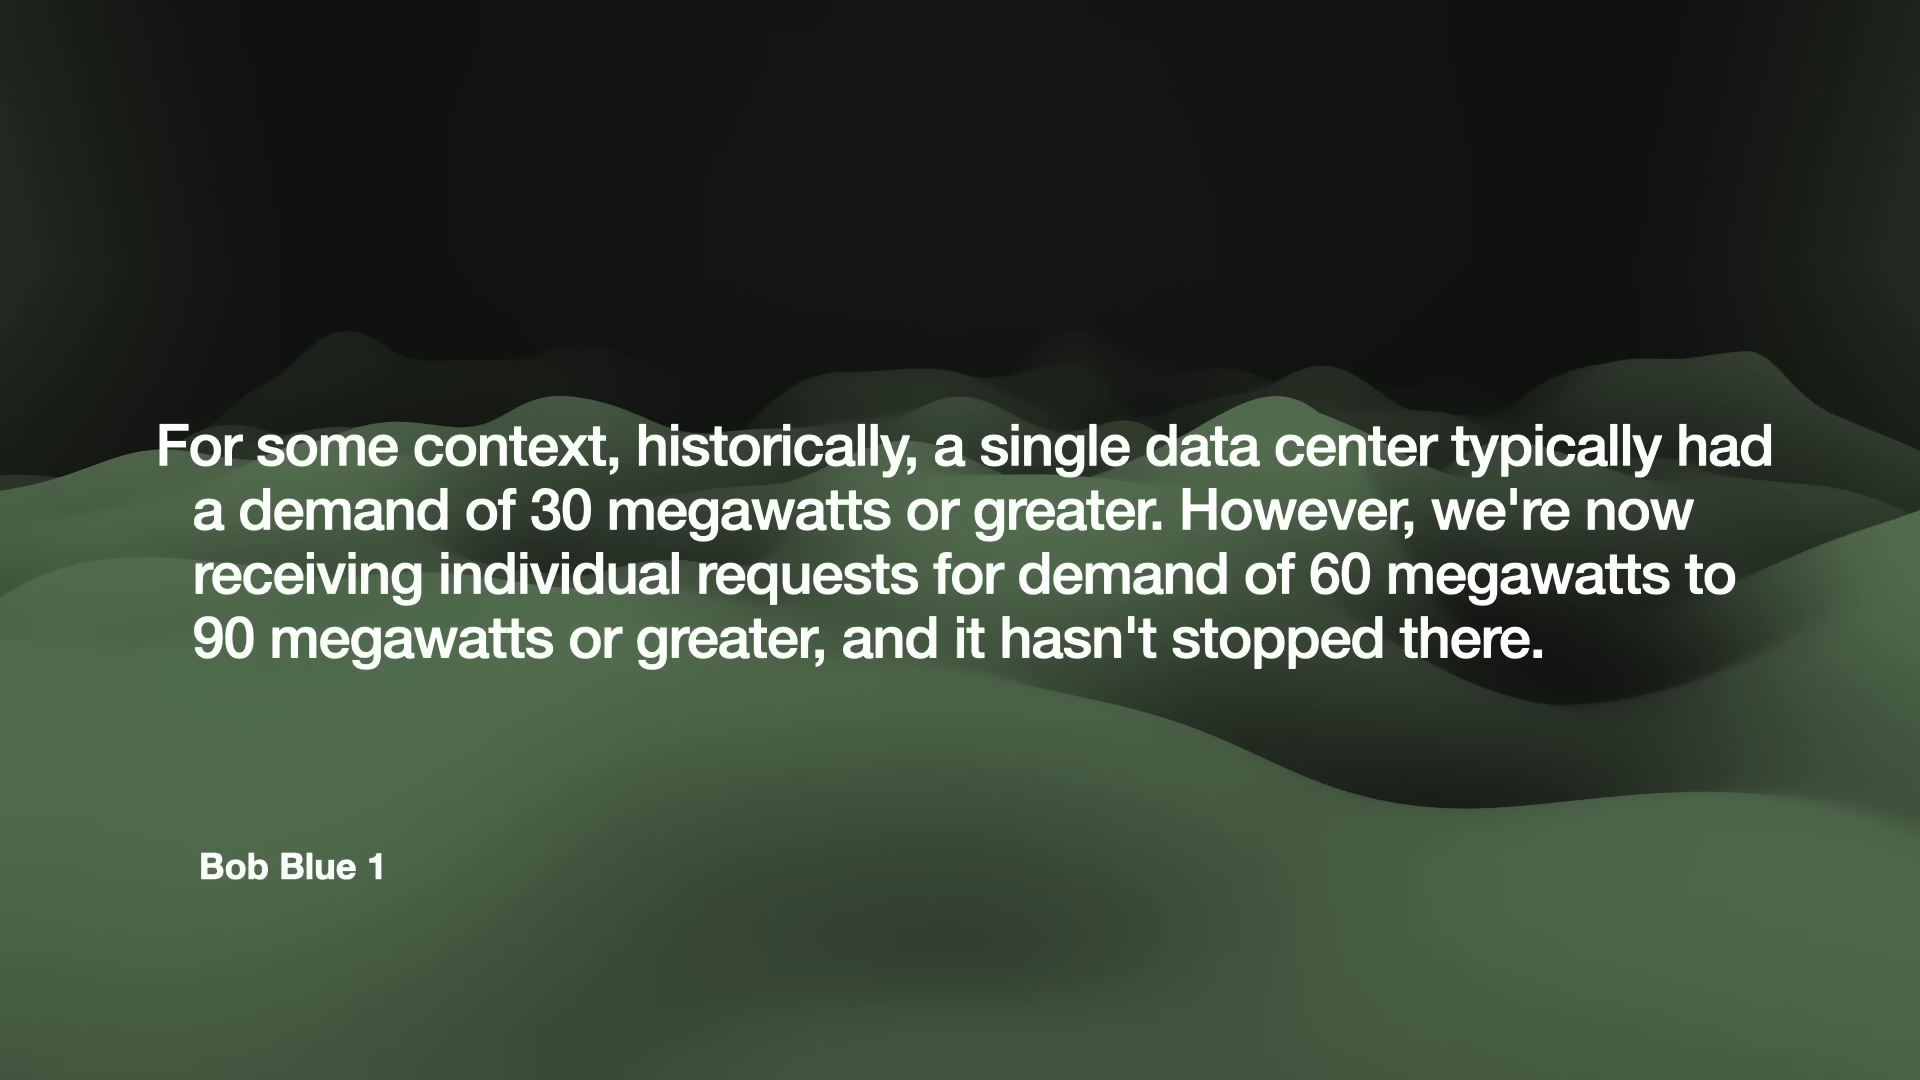 For some context, historically, a single data center typically had
a demand of 30 megawatts or greater. However, we're now
receiving individual requests for demand of 60 megawatts to
90 megawatts or greater, and it hasn't stopped there.
Bob Blue 1